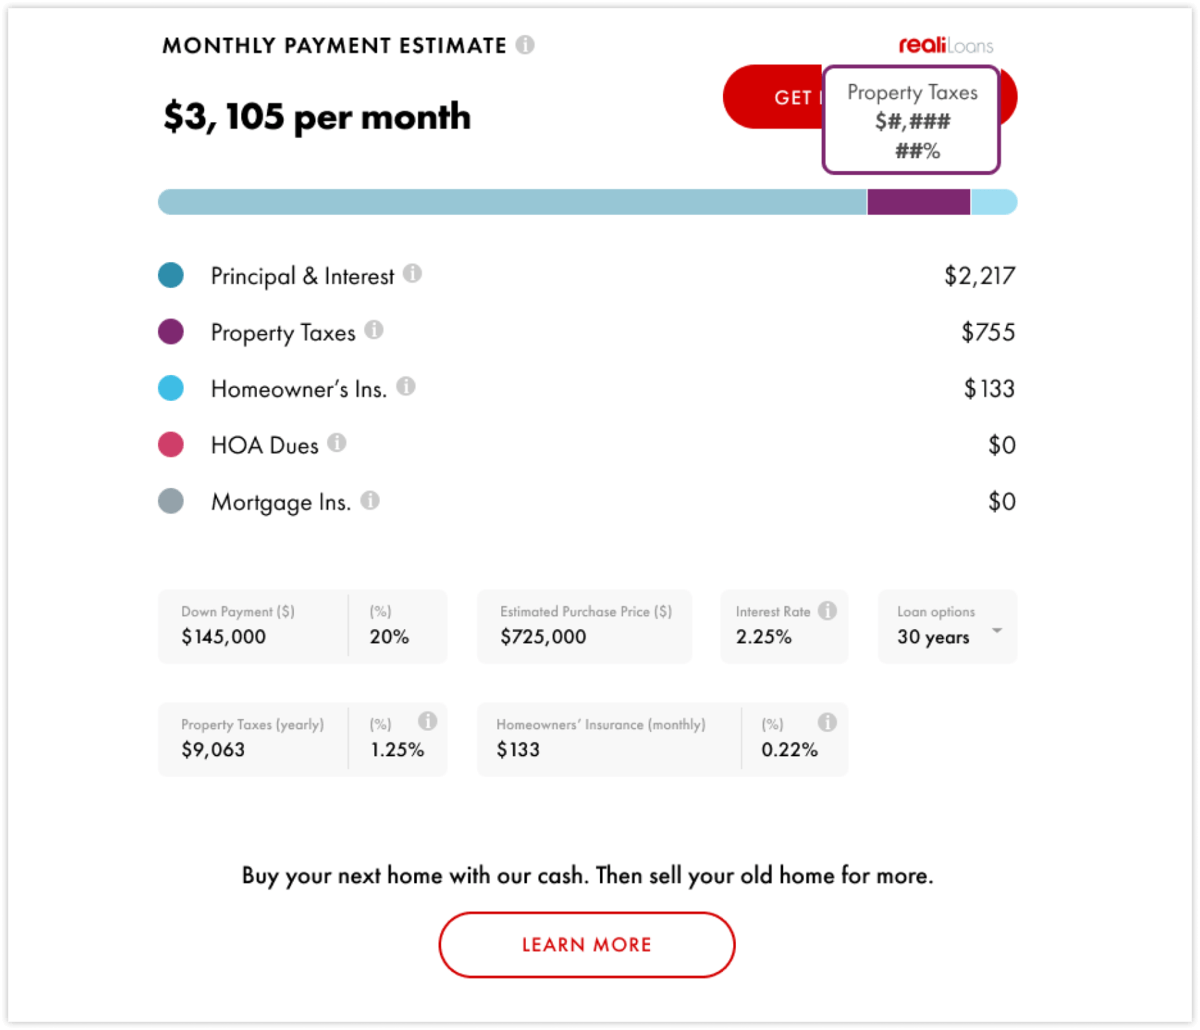 MONTHLY PAYMENT ESTIMATE
realiLoans
$3, 105 per month
GET
Property Taxes
$#,###
##%
Principal & Interest $2,217
Property Taxes $755
Homeowner’s Ins. $133
HOA Dues $0
Mortgage Ins. $0
Down Payment ($) (%) Estimated Purchase Price ($) Interest Rate Loan options
$145,000 20% $725,000 2.25% 30 years
Property Taxes (yearly) (%) Homeowners’ Insurance (monthly) (%)
$9,063 1.25% $133 0.22%
Buy your next home with our cash. Then sell your old home for more.
LEARN MORE